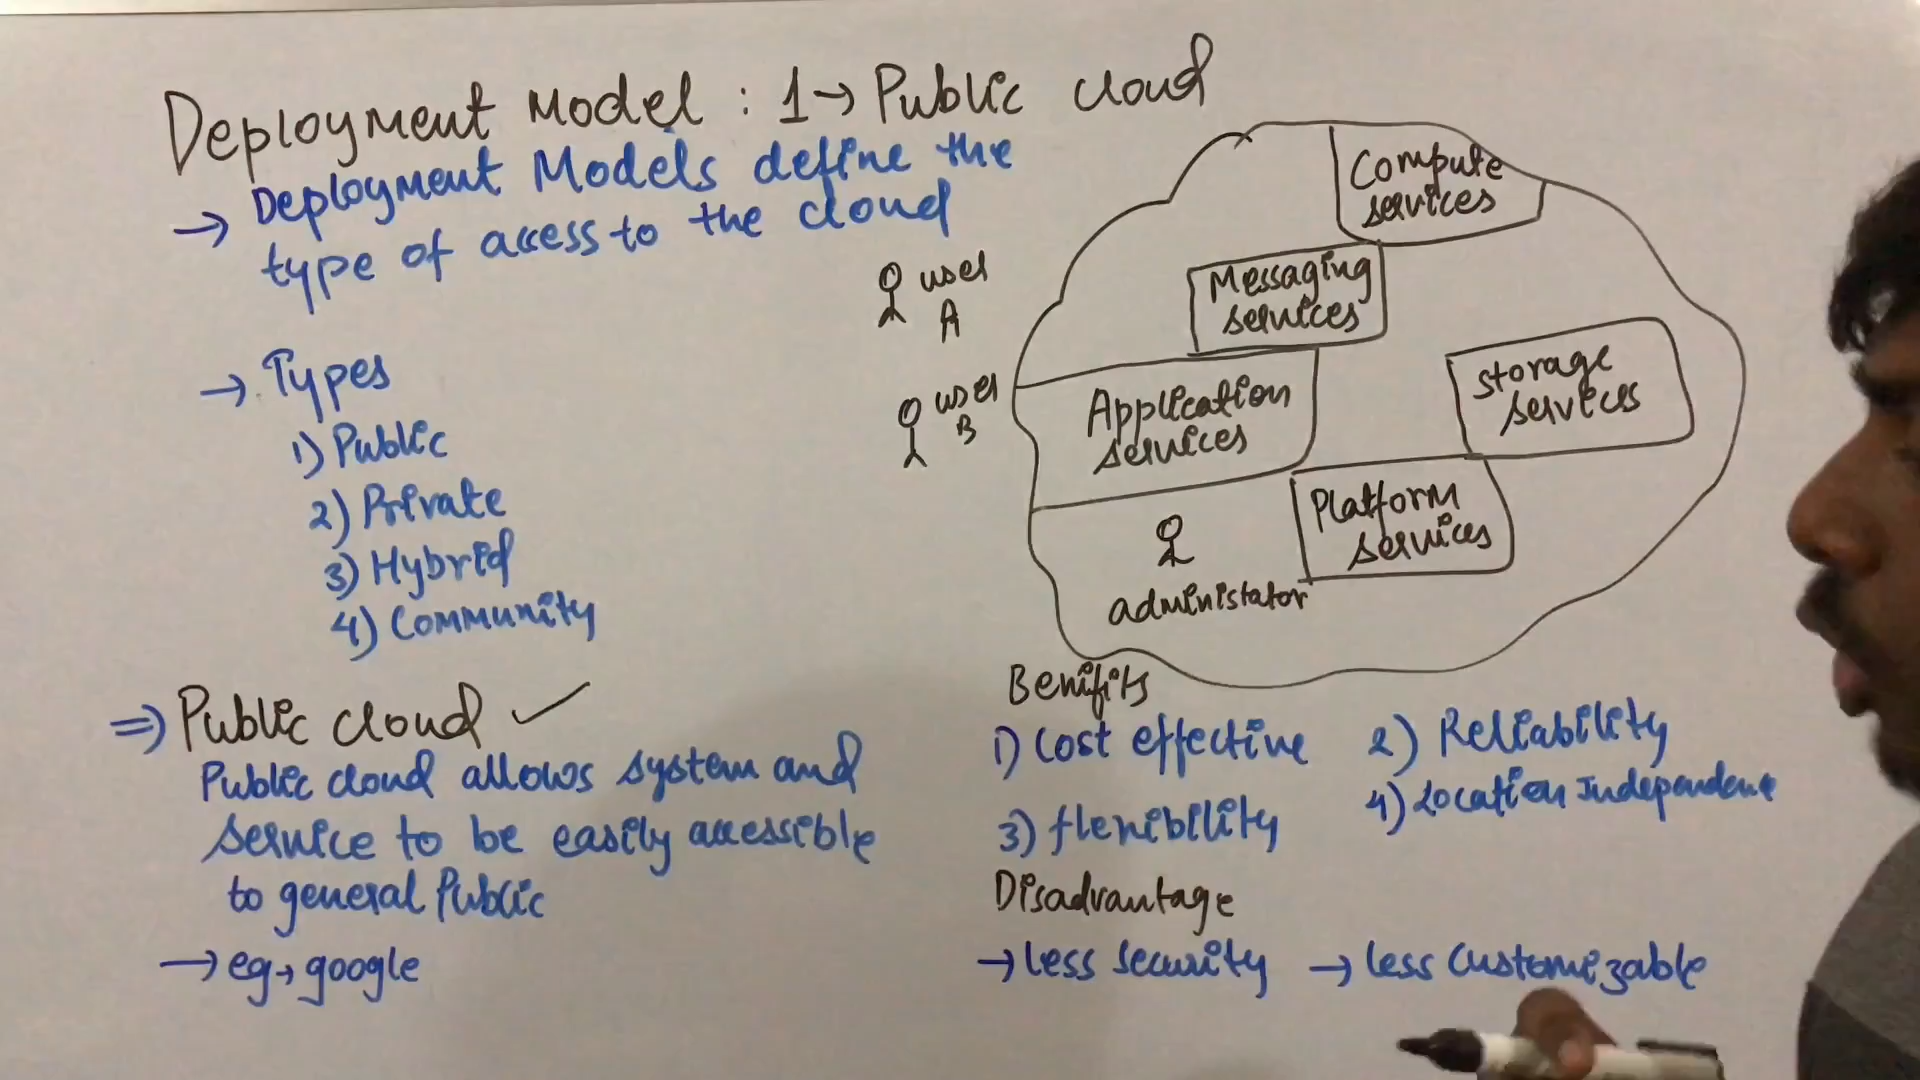 Deployment Model : 1→ Public cloud
→ Deployment Models define the
type of access to the cloud
→ Types
1) Public
2) Private
3) Hybrid
4) Community
⇒ Public cloud ✓
Public cloud allows system and
service to be easily accessible
to general Public
→ eg → google
user
A
user
B
Compute
services
Messaging
services
Application
services
Storage
services
Platform
services
administator
Benifits
1) Cost effective 2) Reliability
3) flexibility 4) Location Independence
Disadvantage
→ less security → less customizable